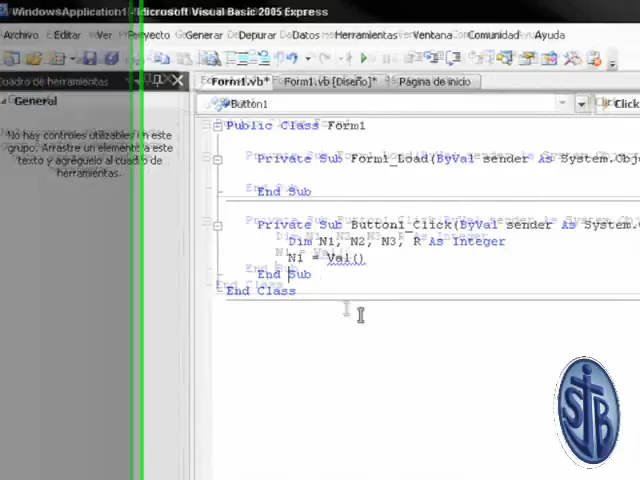 WindowsApplication1 Microsoft Visual Basic 2005 Express
Archivo Editar Ver Proyecto Generar Depurar Datos Herramientas Ventana Comunidad Ayuda
Cuadro de herramientas
Form1.vb* Form1.vb [Diseño]* Página de inicio
General
Button1 Click
No hay controles utilizables en este
grupo. Arrastre un elemento a este
texto y agréguelo al cuadro de
herramientas.
Public Class Form1
Private Sub Form1_Load(ByVal sender As System.Obje
End Sub
Private Sub Button1_Click(ByVal sender As System.
Dim N1, N2, N3, R As Integer
N1 = Val()
End Sub
End Class
SJB